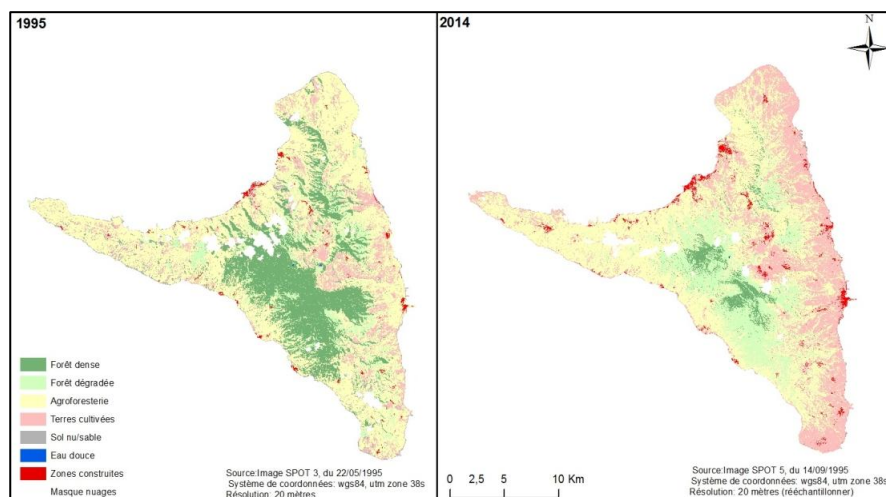 1995
2014
N
Forêt dense
Forêt dégradée
Agroforesterie
Terres cultivées
Sol nu/sable
Eau douce
Zones construites
Masque nuages
Source:Image SPOT 3, du 22/05/1995
Système de coordonnées: wgs84, utm zone 38s
Résolution: 20 mètres
0 2,5 5 10 Km
Source:Image SPOT 5, du 14/09/1995
Système de coordonnées: wgs84, utm zone 38s
Résolution: 20 mètres (rééchantillonner)